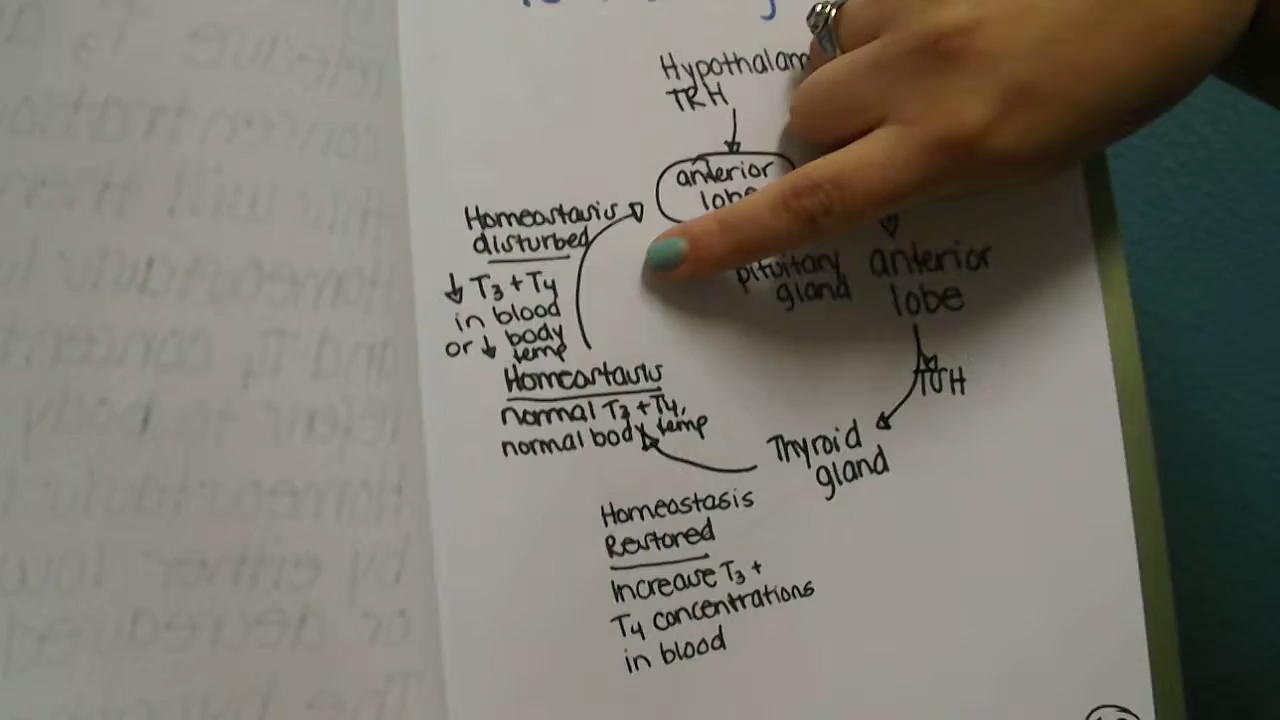 Hypothalam
TRH
anterior
lobe
pituitary
gland
anterior
lobe
Homeostasis
disturbed
↓ T3 + T4
in blood
or ↓ body
temp
Homeostasis
normal T3 + T4,
normal body temp
Thyroid
gland
Homeostasis
Restored
Increase T3 +
T4 concentrations
in blood